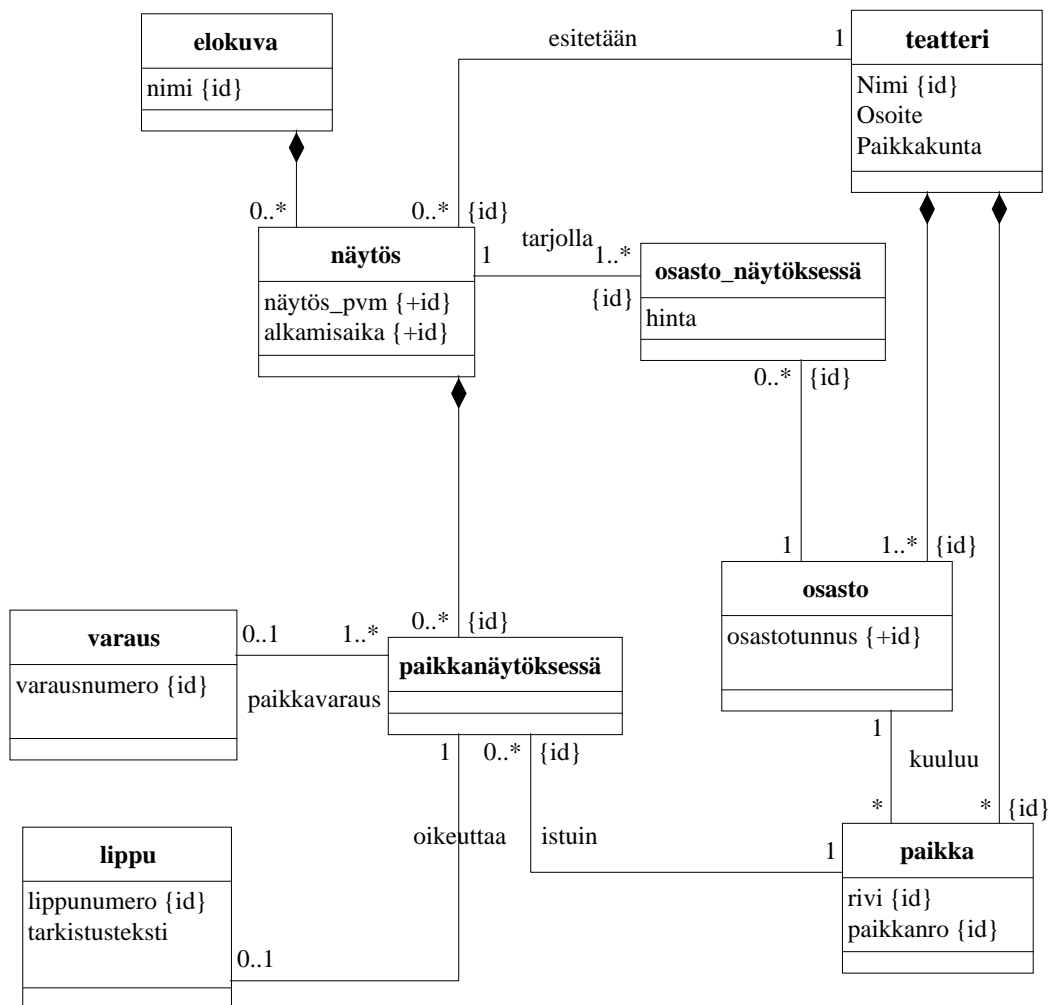 elokuva
nimi {id}
esitetään
1
teatteri
Nimi {id}
Osoite
Paikkakunta
0..*
0..*
{id}
näytös
näytös_pvm {+id}
alkamisaika {+id}
1
tarjolla
1..*
{id}
osasto_näytöksessä
hinta
0..*
{id}
1
1..*
{id}
osasto
osastotunnus {+id}
varaus
varausnumero {id}
0..1
1..*
paikkavaraus
0..*
{id}
paikkanäytöksessä
1
0..*
{id}
1
kuuluu
*
*
{id}
oikeuttaa
istuin
1
paikka
rivi {id}
paikkanro {id}
lippu
lippunumero {id}
tarkistusteksti
0..1